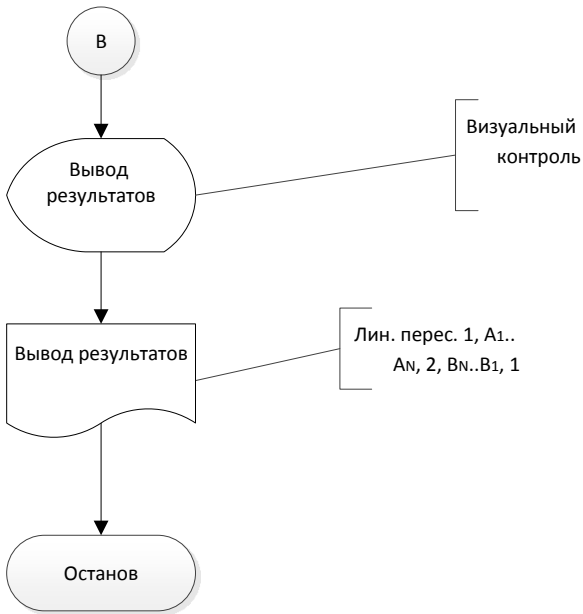 В
Вывод
результатов
Визуальный
контроль
Вывод результатов
Лин. перес. 1, A1..
AN, 2, BN..B1, 1
Останов